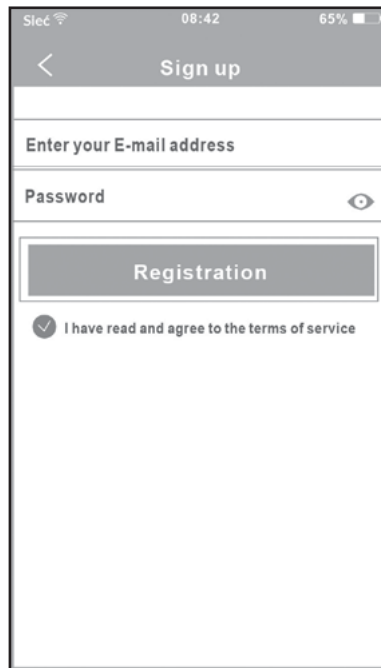 Sleć 08:42 65%
Sign up
Enter your E-mail address
Password
Registration
I have read and agree to the terms of service